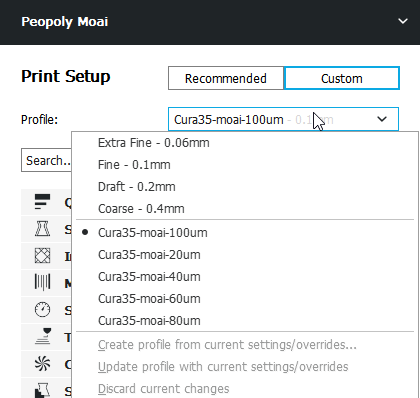 Peopoly Moai
Print Setup
Recommended
Custom
Profile:
Cura35-moai-100um - 0.1
Search..
Extra Fine - 0.06mm
Fine - 0.1mm
Draft - 0.2mm
Coarse - 0.4mm
Cura35-moai-100um
Cura35-moai-20um
Cura35-moai-40um
Cura35-moai-60um
Cura35-moai-80um
Create profile from current settings/overrides...
Update profile with current settings/overrides
Discard current changes